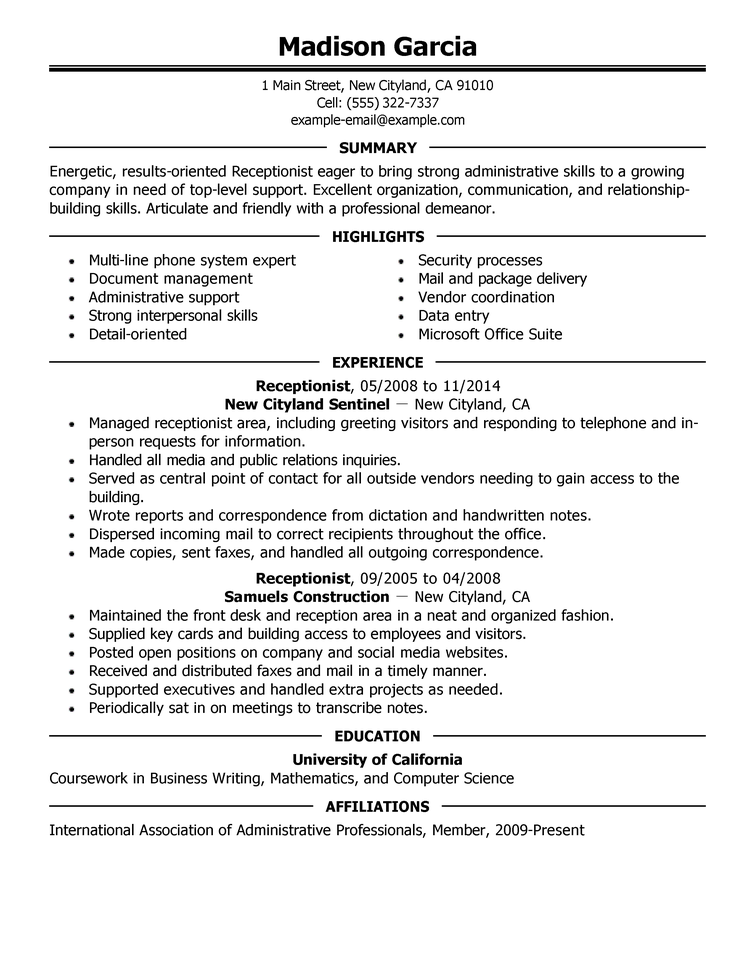 Madison Garcia
1 Main Street, New Cityland, CA 91010
Cell: (555) 322-7337
example-email@example.com
SUMMARY
Energetic, results-oriented Receptionist eager to bring strong administrative skills to a growing
company in need of top-level support. Excellent organization, communication, and relationship-
building skills. Articulate and friendly with a professional demeanor.
HIGHLIGHTS
• Multi-line phone system expert
• Document management
• Administrative support
• Strong interpersonal skills
• Detail-oriented
• Security processes
• Mail and package delivery
• Vendor coordination
• Data entry
• Microsoft Office Suite
EXPERIENCE
Receptionist, 05/2008 to 11/2014
New Cityland Sentinel — New Cityland, CA
• Managed receptionist area, including greeting visitors and responding to telephone and in-
person requests for information.
• Handled all media and public relations inquiries.
• Served as central point of contact for all outside vendors needing to gain access to the
building.
• Wrote reports and correspondence from dictation and handwritten notes.
• Dispersed incoming mail to correct recipients throughout the office.
• Made copies, sent faxes, and handled all outgoing correspondence.
Receptionist, 09/2005 to 04/2008
Samuels Construction — New Cityland, CA
• Maintained the front desk and reception area in a neat and organized fashion.
• Supplied key cards and building access to employees and visitors.
• Posted open positions on company and social media websites.
• Received and distributed faxes and mail in a timely manner.
• Supported executives and handled extra projects as needed.
• Periodically sat in on meetings to transcribe notes.
EDUCATION
University of California
Coursework in Business Writing, Mathematics, and Computer Science
AFFILIATIONS
International Association of Administrative Professionals, Member, 2009-Present